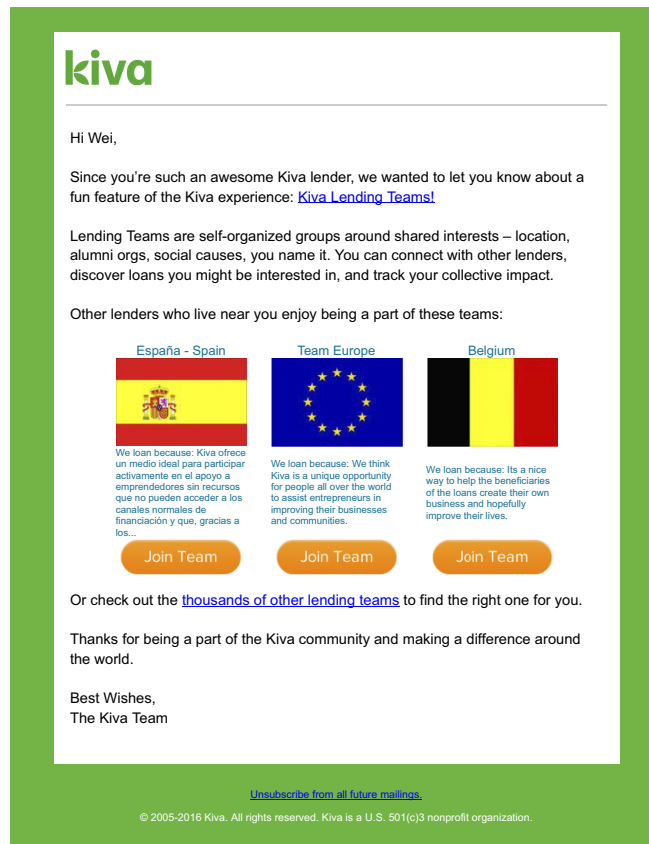 kiva
Hi Wei,
Since you’re such an awesome Kiva lender, we wanted to let you know about a
fun feature of the Kiva experience: Kiva Lending Teams!
Lending Teams are self-organized groups around shared interests – location,
alumni orgs, social causes, you name it. You can connect with other lenders,
discover loans you might be interested in, and track your collective impact.
Other lenders who live near you enjoy being a part of these teams:
España - Spain
We loan because: Kiva ofrece
un medio ideal para participar
activamente en el apoyo a
emprendedores sin recursos
que no pueden acceder a los
canales normales de
financiación y que, gracias a
los...
Join Team
Team Europe
We loan because: We think
Kiva is a unique opportunity
for people all over the world
to assist entrepreneurs in
improving their businesses
and communities.
Join Team
Belgium
We loan because: Its a nice
way to help the beneficiaries
of the loans create their own
business and hopefully
improve their lives.
Join Team
Or check out the thousands of other lending teams to find the right one for you.
Thanks for being a part of the Kiva community and making a difference around
the world.
Best Wishes,
The Kiva Team
Unsubscribe from all future mailings.
© 2005-2016 Kiva. All rights reserved. Kiva is a U.S. 501(c)3 nonprofit organization.